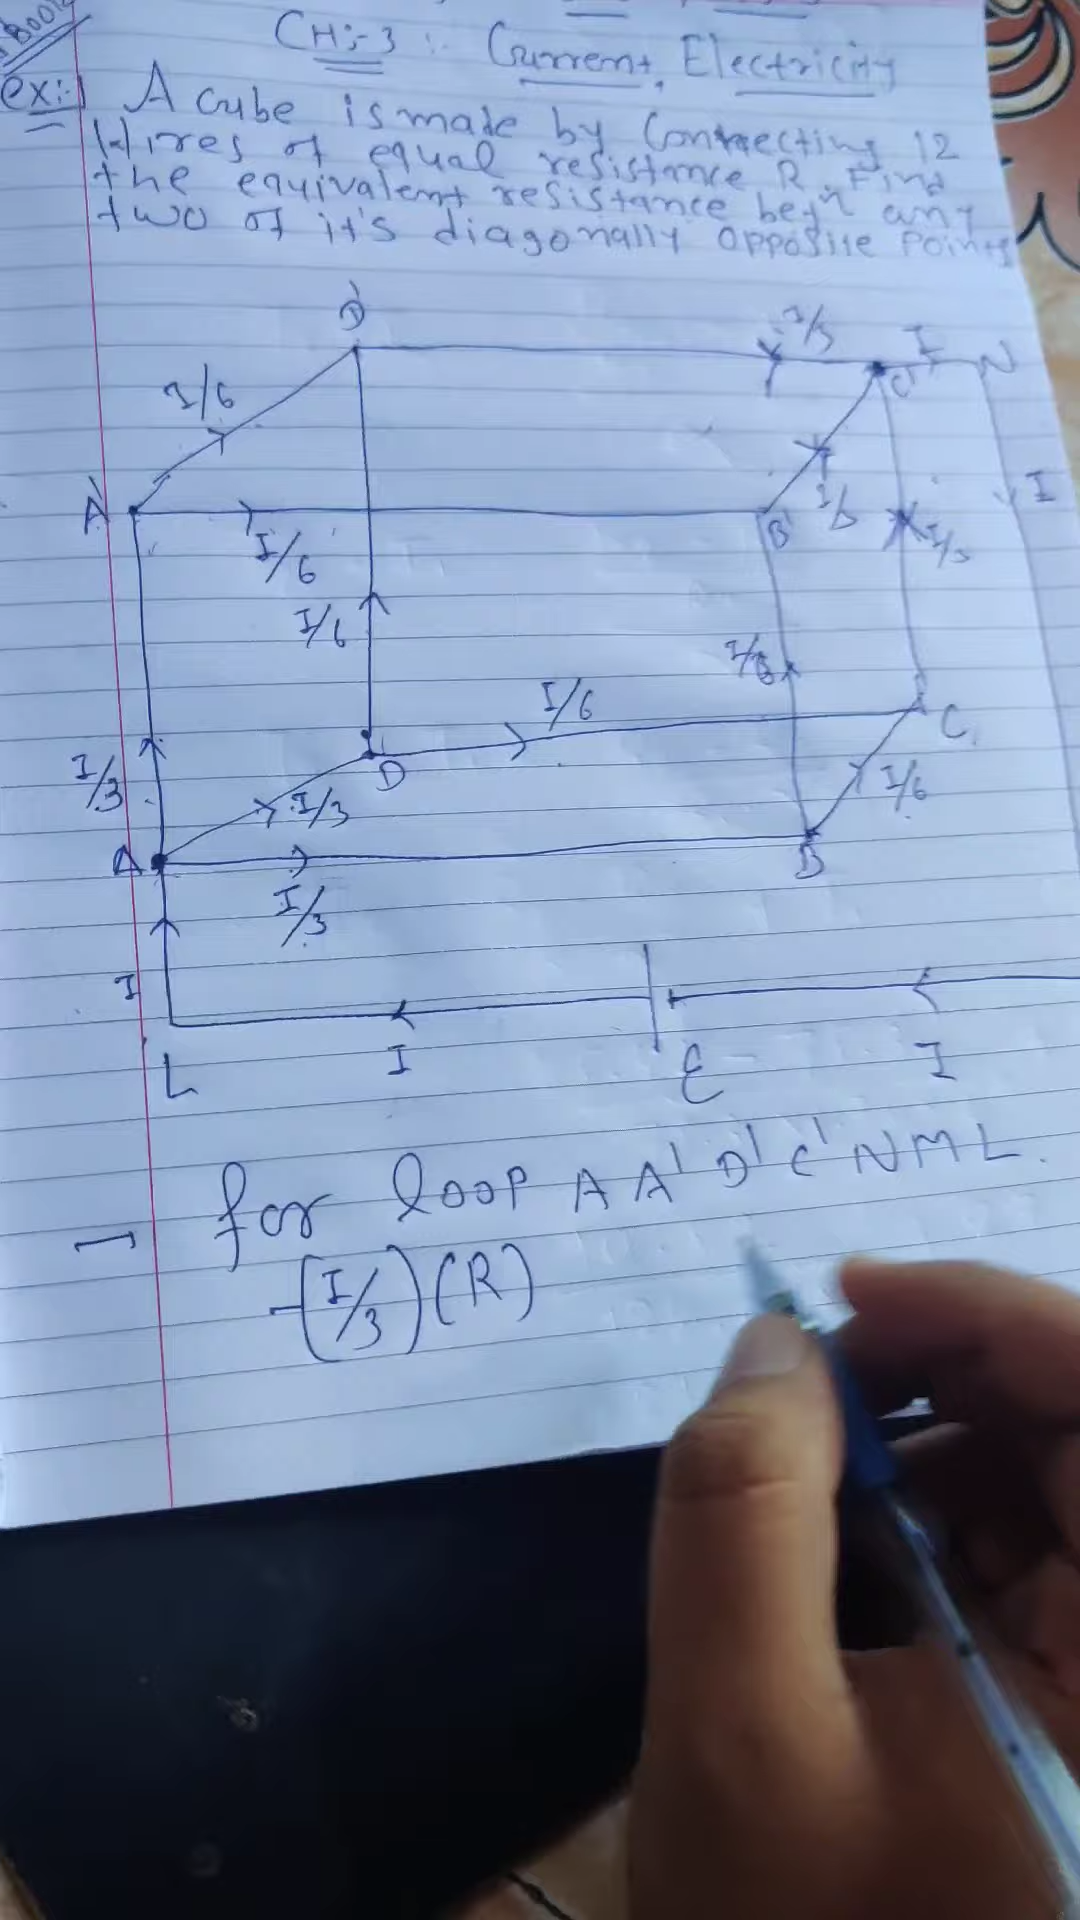 BOOK
CH:-3 : Current Electricity
ex:- A cube is made by Connecting 12
Wires of equal resistance R. Find
the equivalent resistance betn any
two of it's diagonally opposite points
D'
I/3
I
N
C'
I/6
A'
I/6
B'
I/3
I
I/3
I/6
I/6
I/6
C
D
I/3
I/3
I/6
A
B
I/3
I
L
I
E
I
- for loop A A' D' C' N M L.
-(I/3)(R)